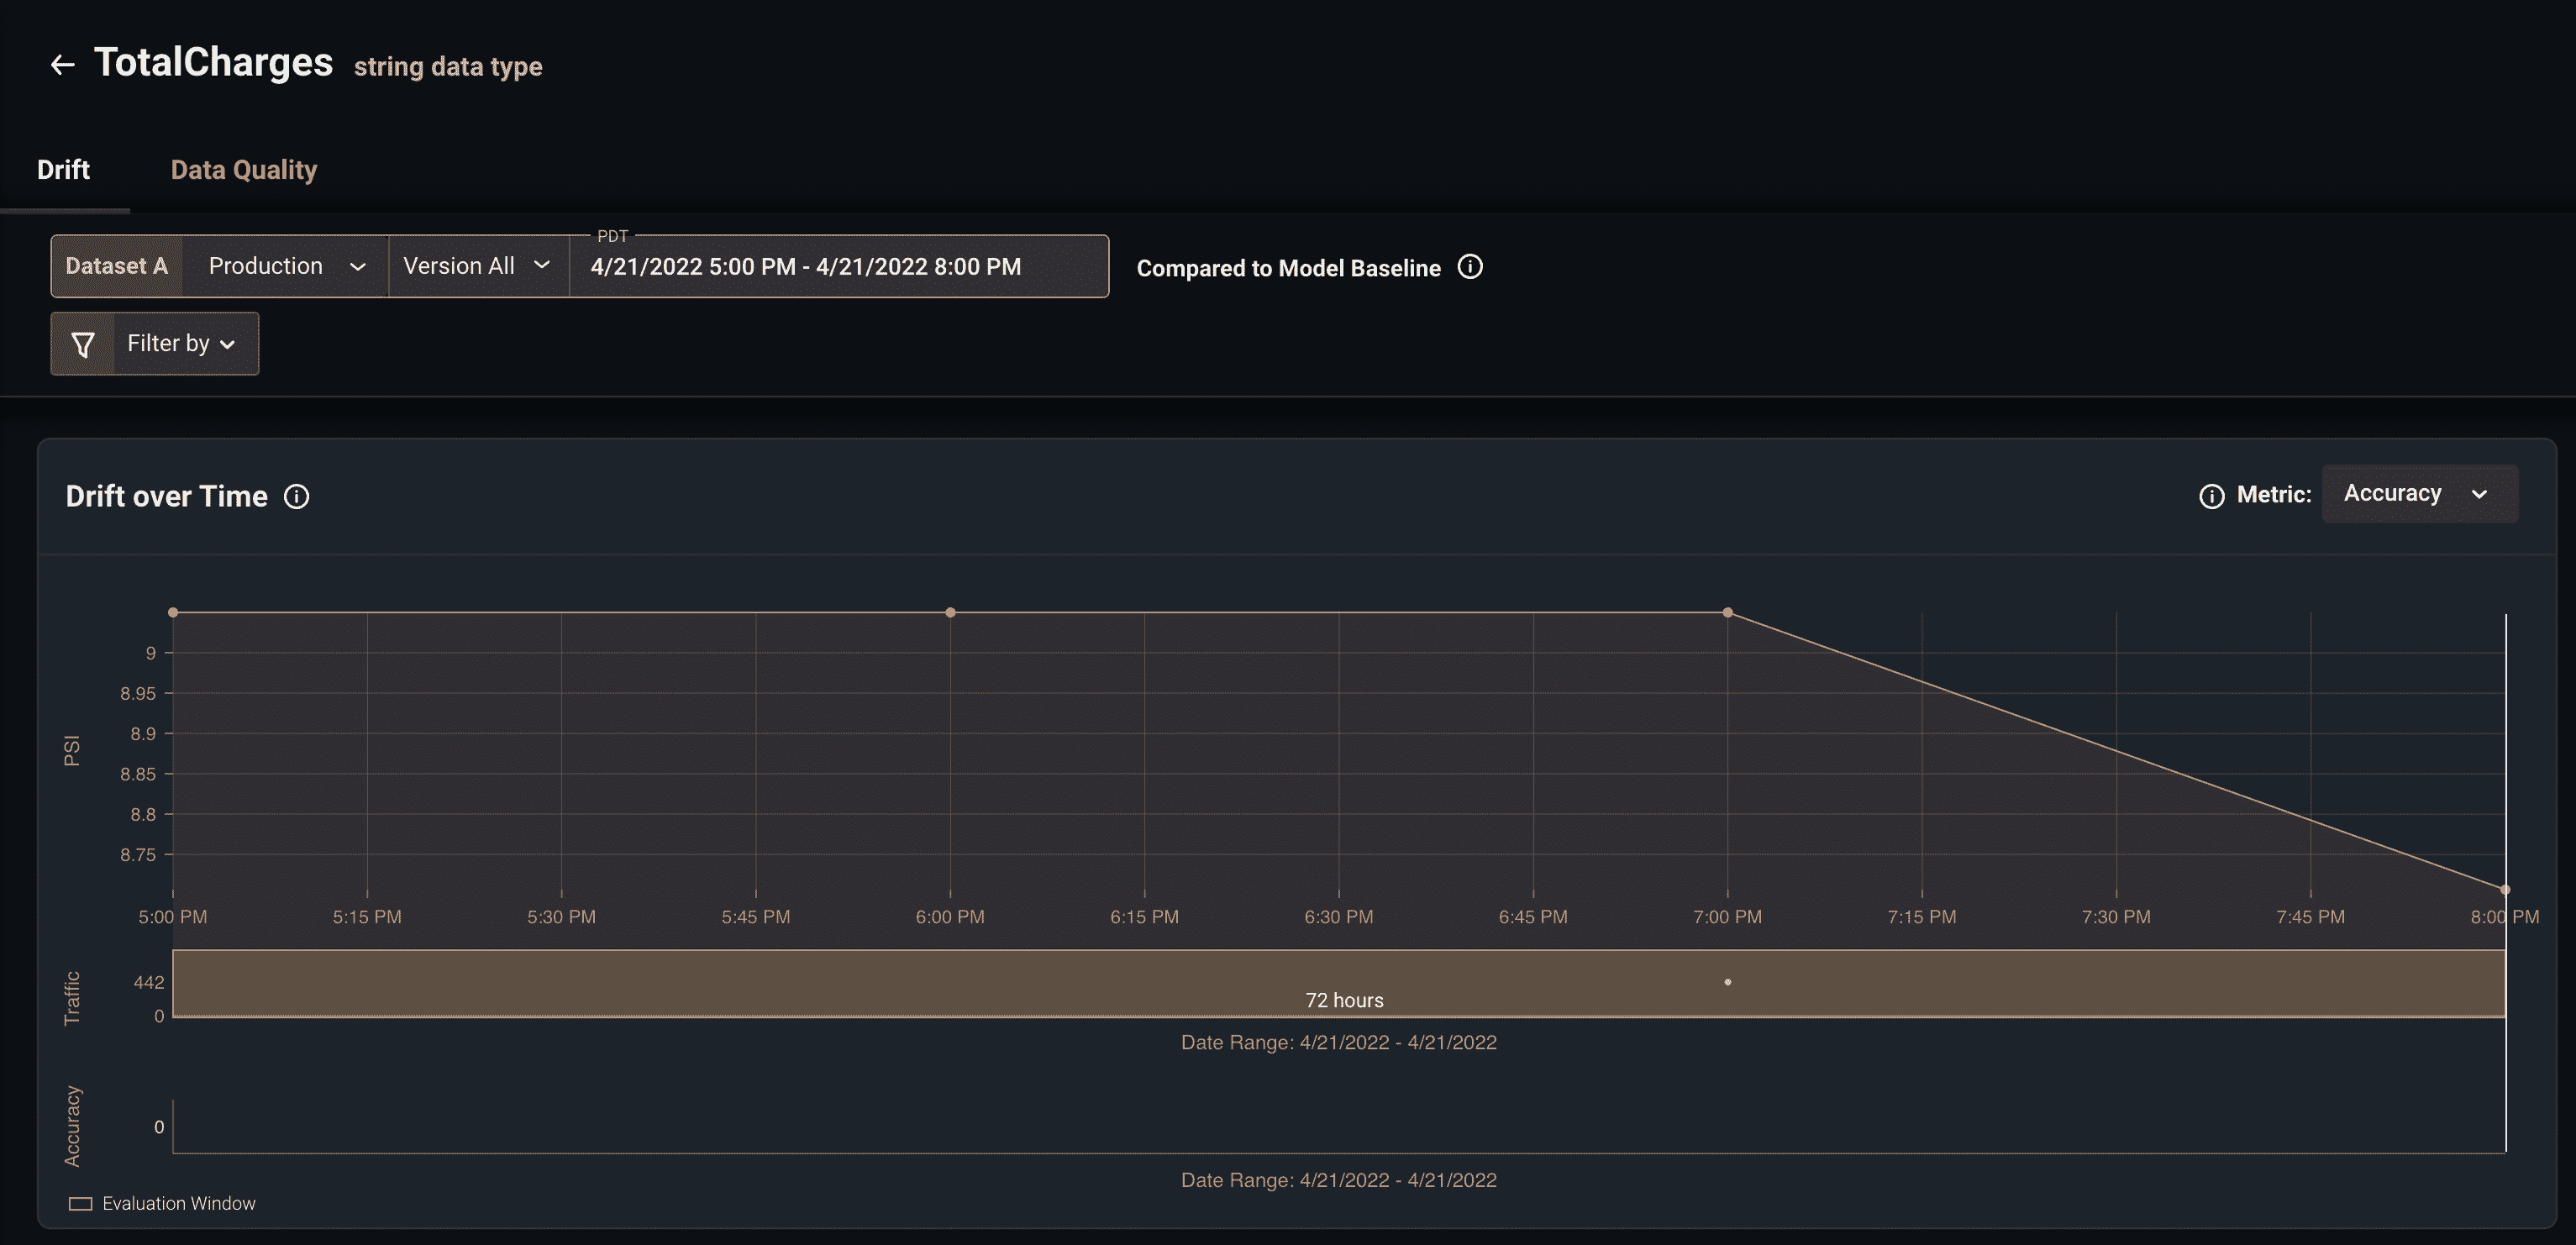 TotalCharges string data type
Drift Data Quality
PDT
Dataset A Production Version All 4/21/2022 5:00 PM - 4/21/2022 8:00 PM Compared to Model Baseline
Filter by
Drift over Time Metric: Accuracy
PSI
9
8.95
8.9
8.85
8.8
8.75
5:00 PM 5:15 PM 5:30 PM 5:45 PM 6:00 PM 6:15 PM 6:30 PM 6:45 PM 7:00 PM 7:15 PM 7:30 PM 7:45 PM 8:00 PM
Traffic
442
0
72 hours
Date Range: 4/21/2022 - 4/21/2022
Accuracy
0
Date Range: 4/21/2022 - 4/21/2022
Evaluation Window